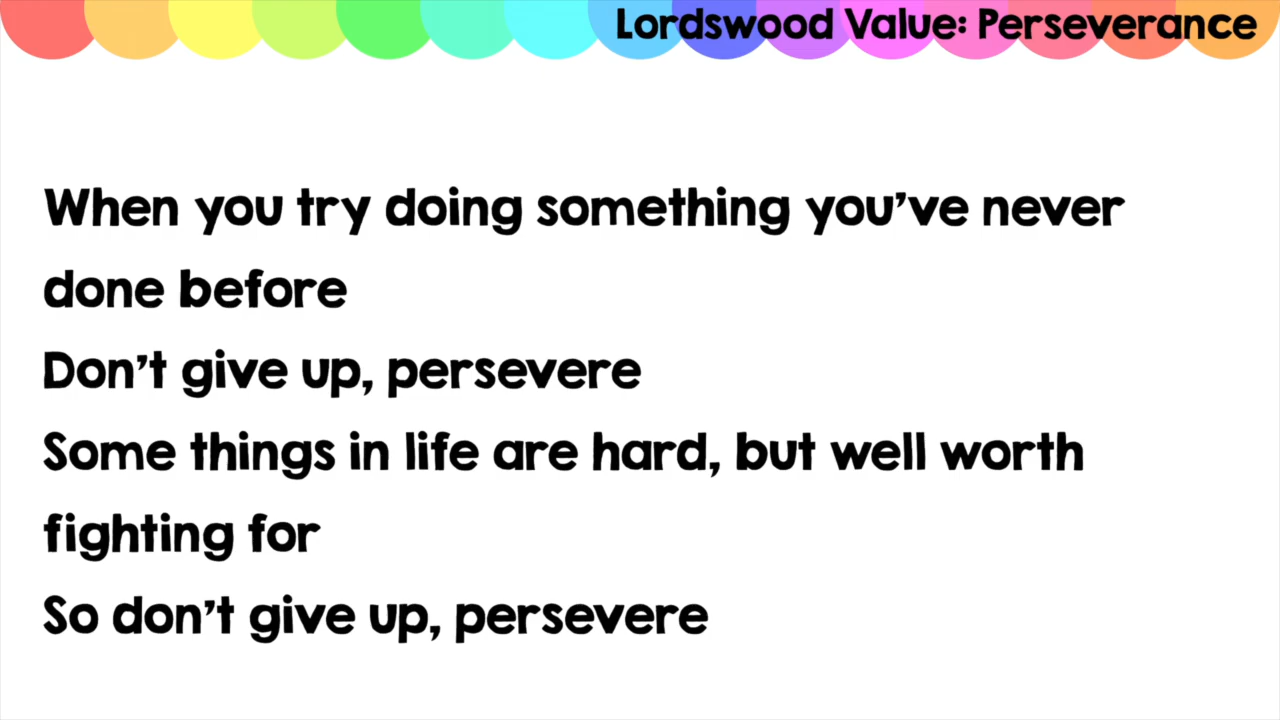 Lordswood Value: Perseverance
When you try doing something you've never
done before
Don't give up, persevere
Some things in life are hard, but well worth
fighting for
So don't give up, persevere